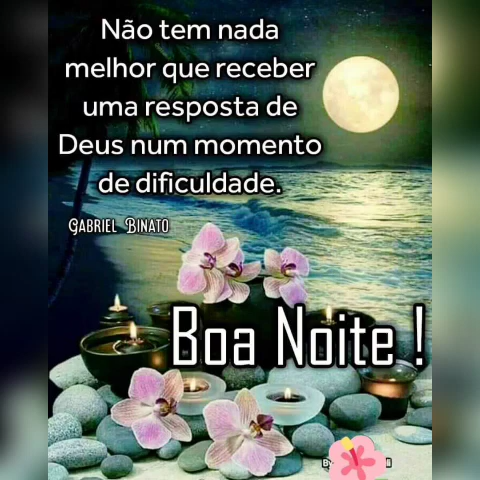 Não tem nada
melhor que receber
uma resposta de
Deus num momento
de dificuldade.
Gabriel Binato
Boa Noite !